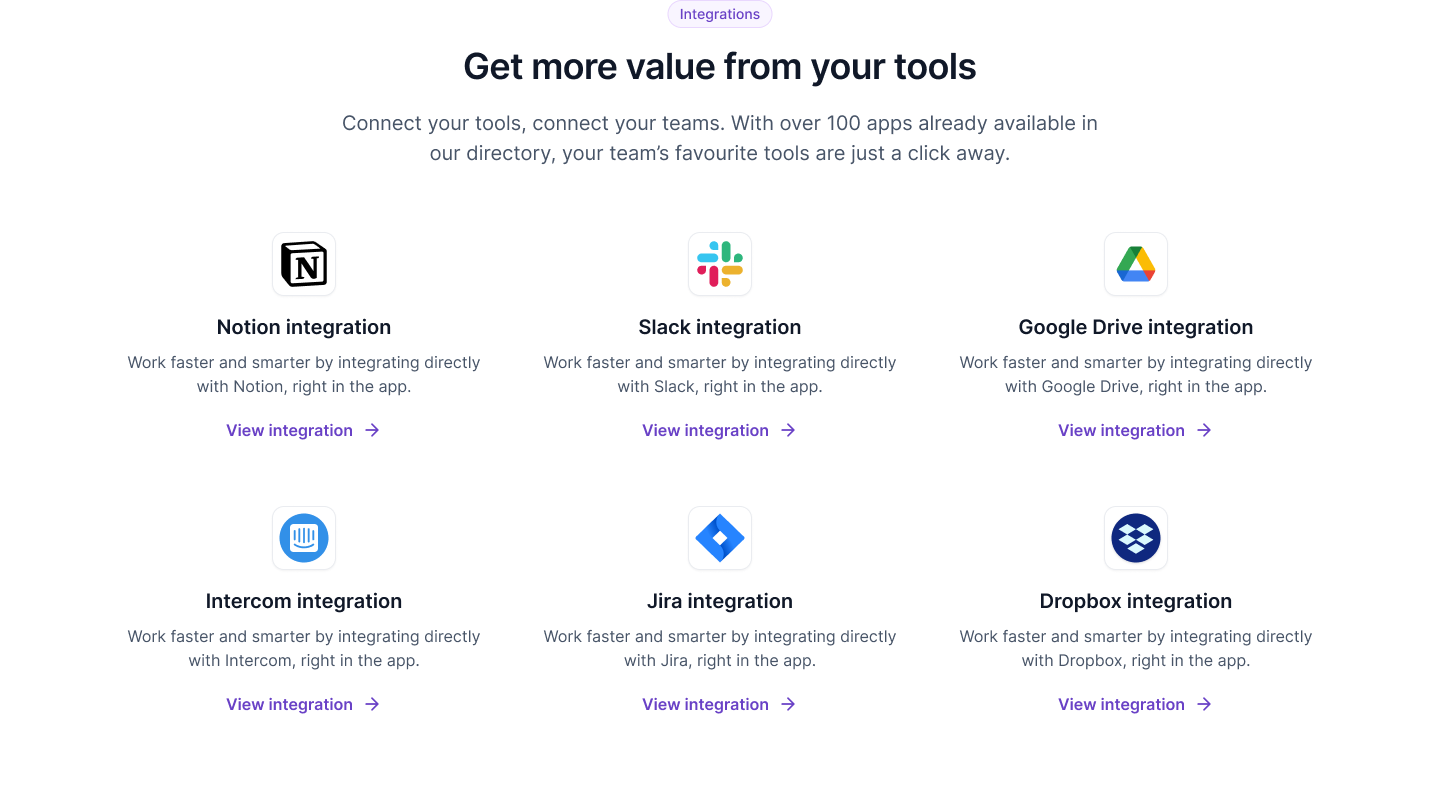 Integrations
Get more value from your tools
Connect your tools, connect your teams. With over 100 apps already available in
our directory, your team’s favourite tools are just a click away.
N
Notion integration
Work faster and smarter by integrating directly
with Notion, right in the app.
View integration
Slack integration
Work faster and smarter by integrating directly
with Slack, right in the app.
View integration
Google Drive integration
Work faster and smarter by integrating directly
with Google Drive, right in the app.
View integration
Intercom integration
Work faster and smarter by integrating directly
with Intercom, right in the app.
View integration
Jira integration
Work faster and smarter by integrating directly
with Jira, right in the app.
View integration
Dropbox integration
Work faster and smarter by integrating directly
with Dropbox, right in the app.
View integration